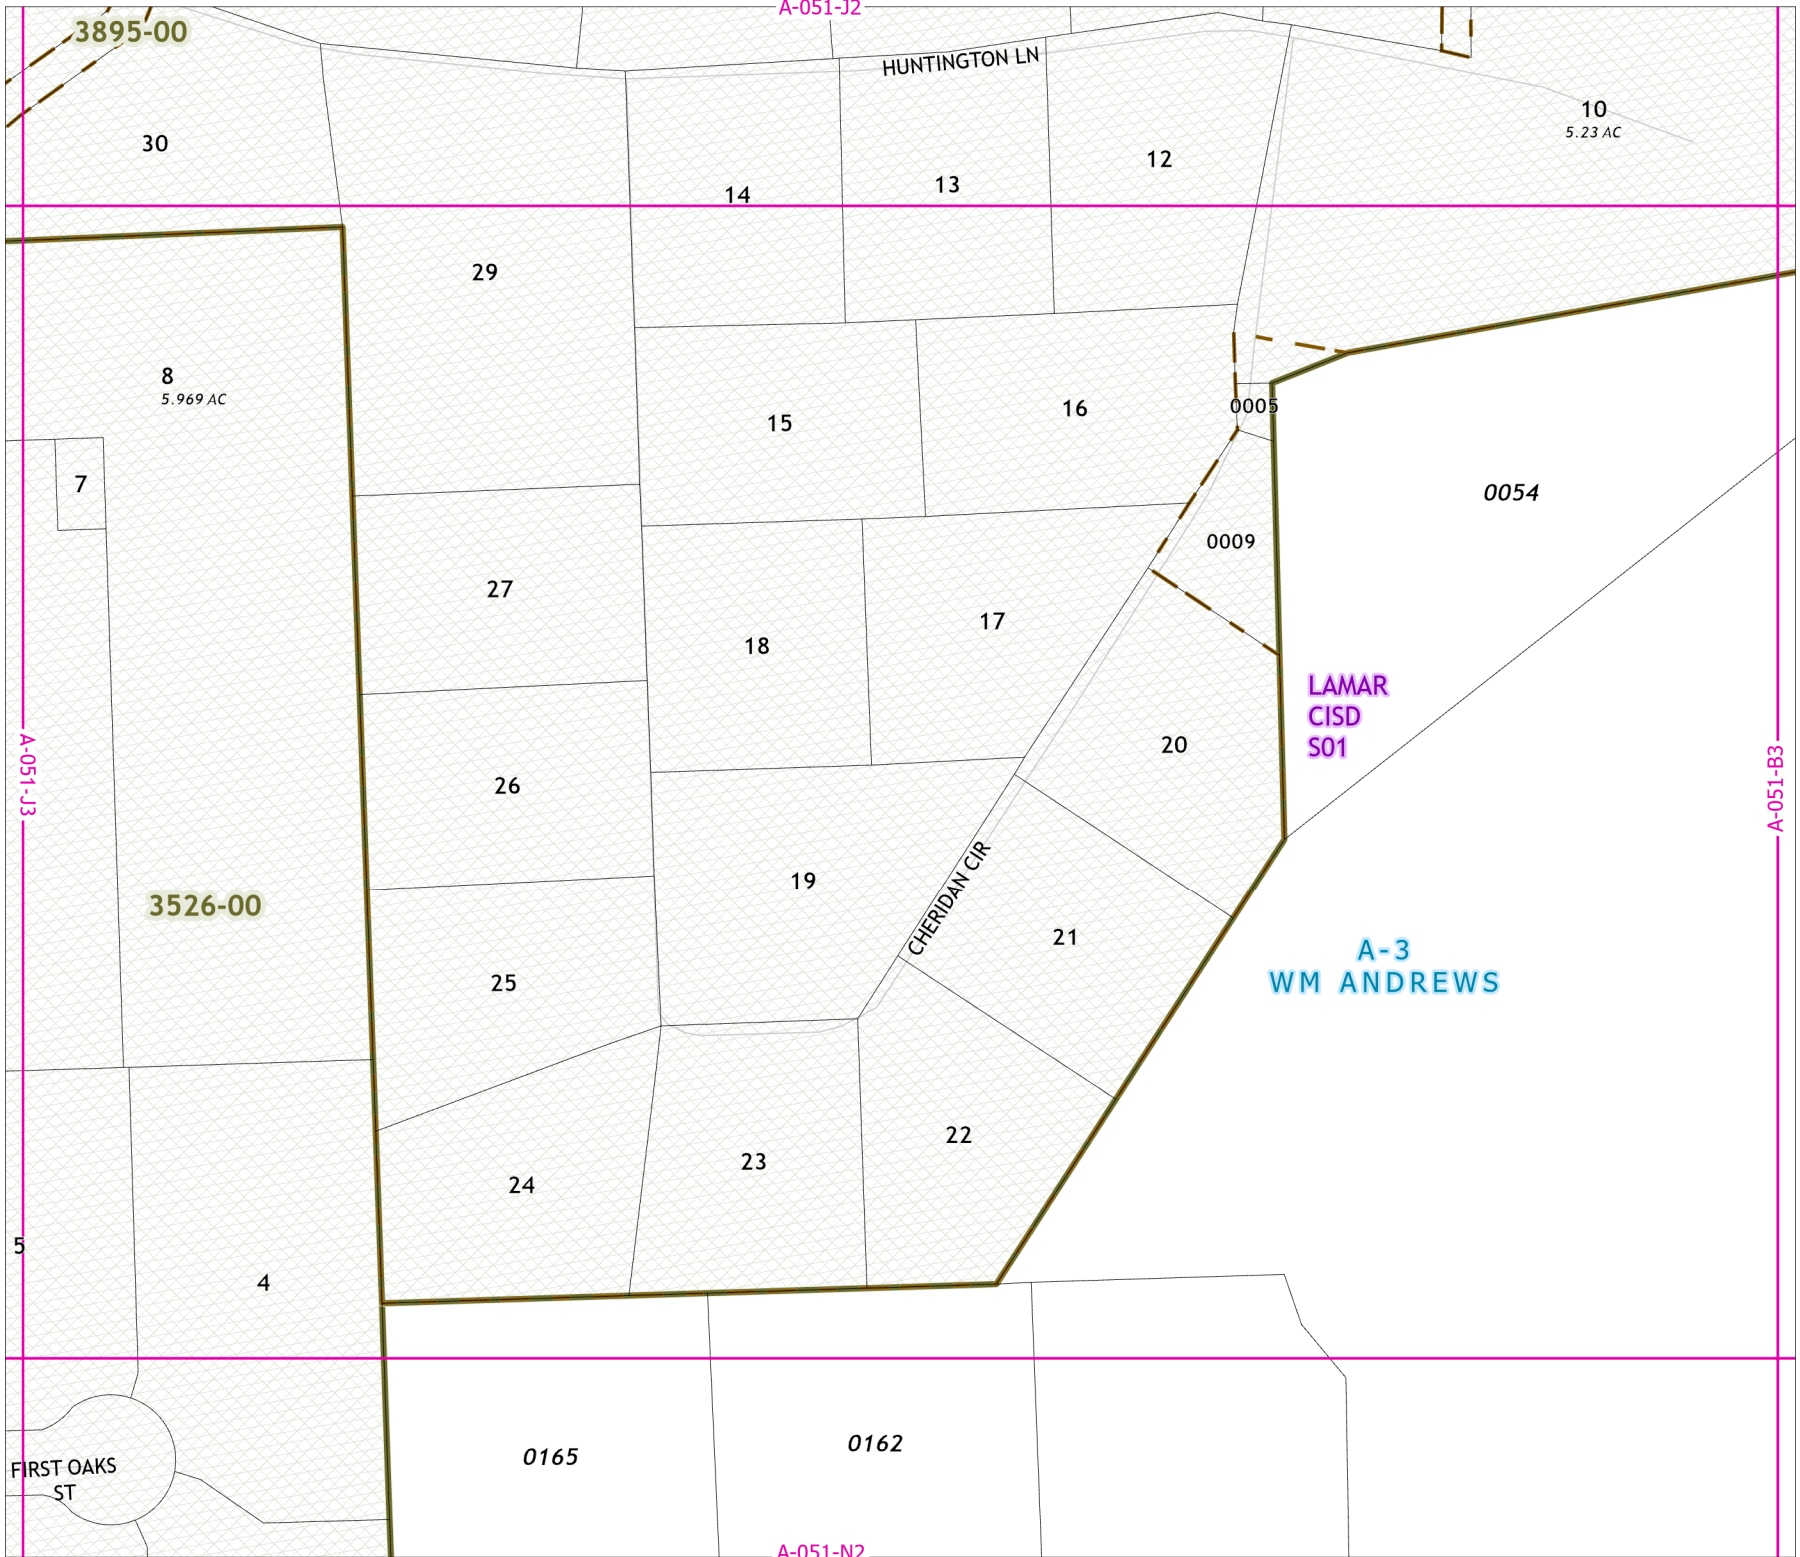 A-051-J2
3895-00
HUNTINGTON LN
10
5.23 AC
30
12
13
14
29
8
5.969 AC
0005
16
15
7
0054
0009
27
17
18
LAMAR
CISD
S01
20
A-051-J3
A-051-B3
26
19
CHERIDAN CIR
3526-00
21
A-3
WM ANDREWS
25
22
23
24
5
4
0162
0165
FIRST OAKS
ST
A-051-N2